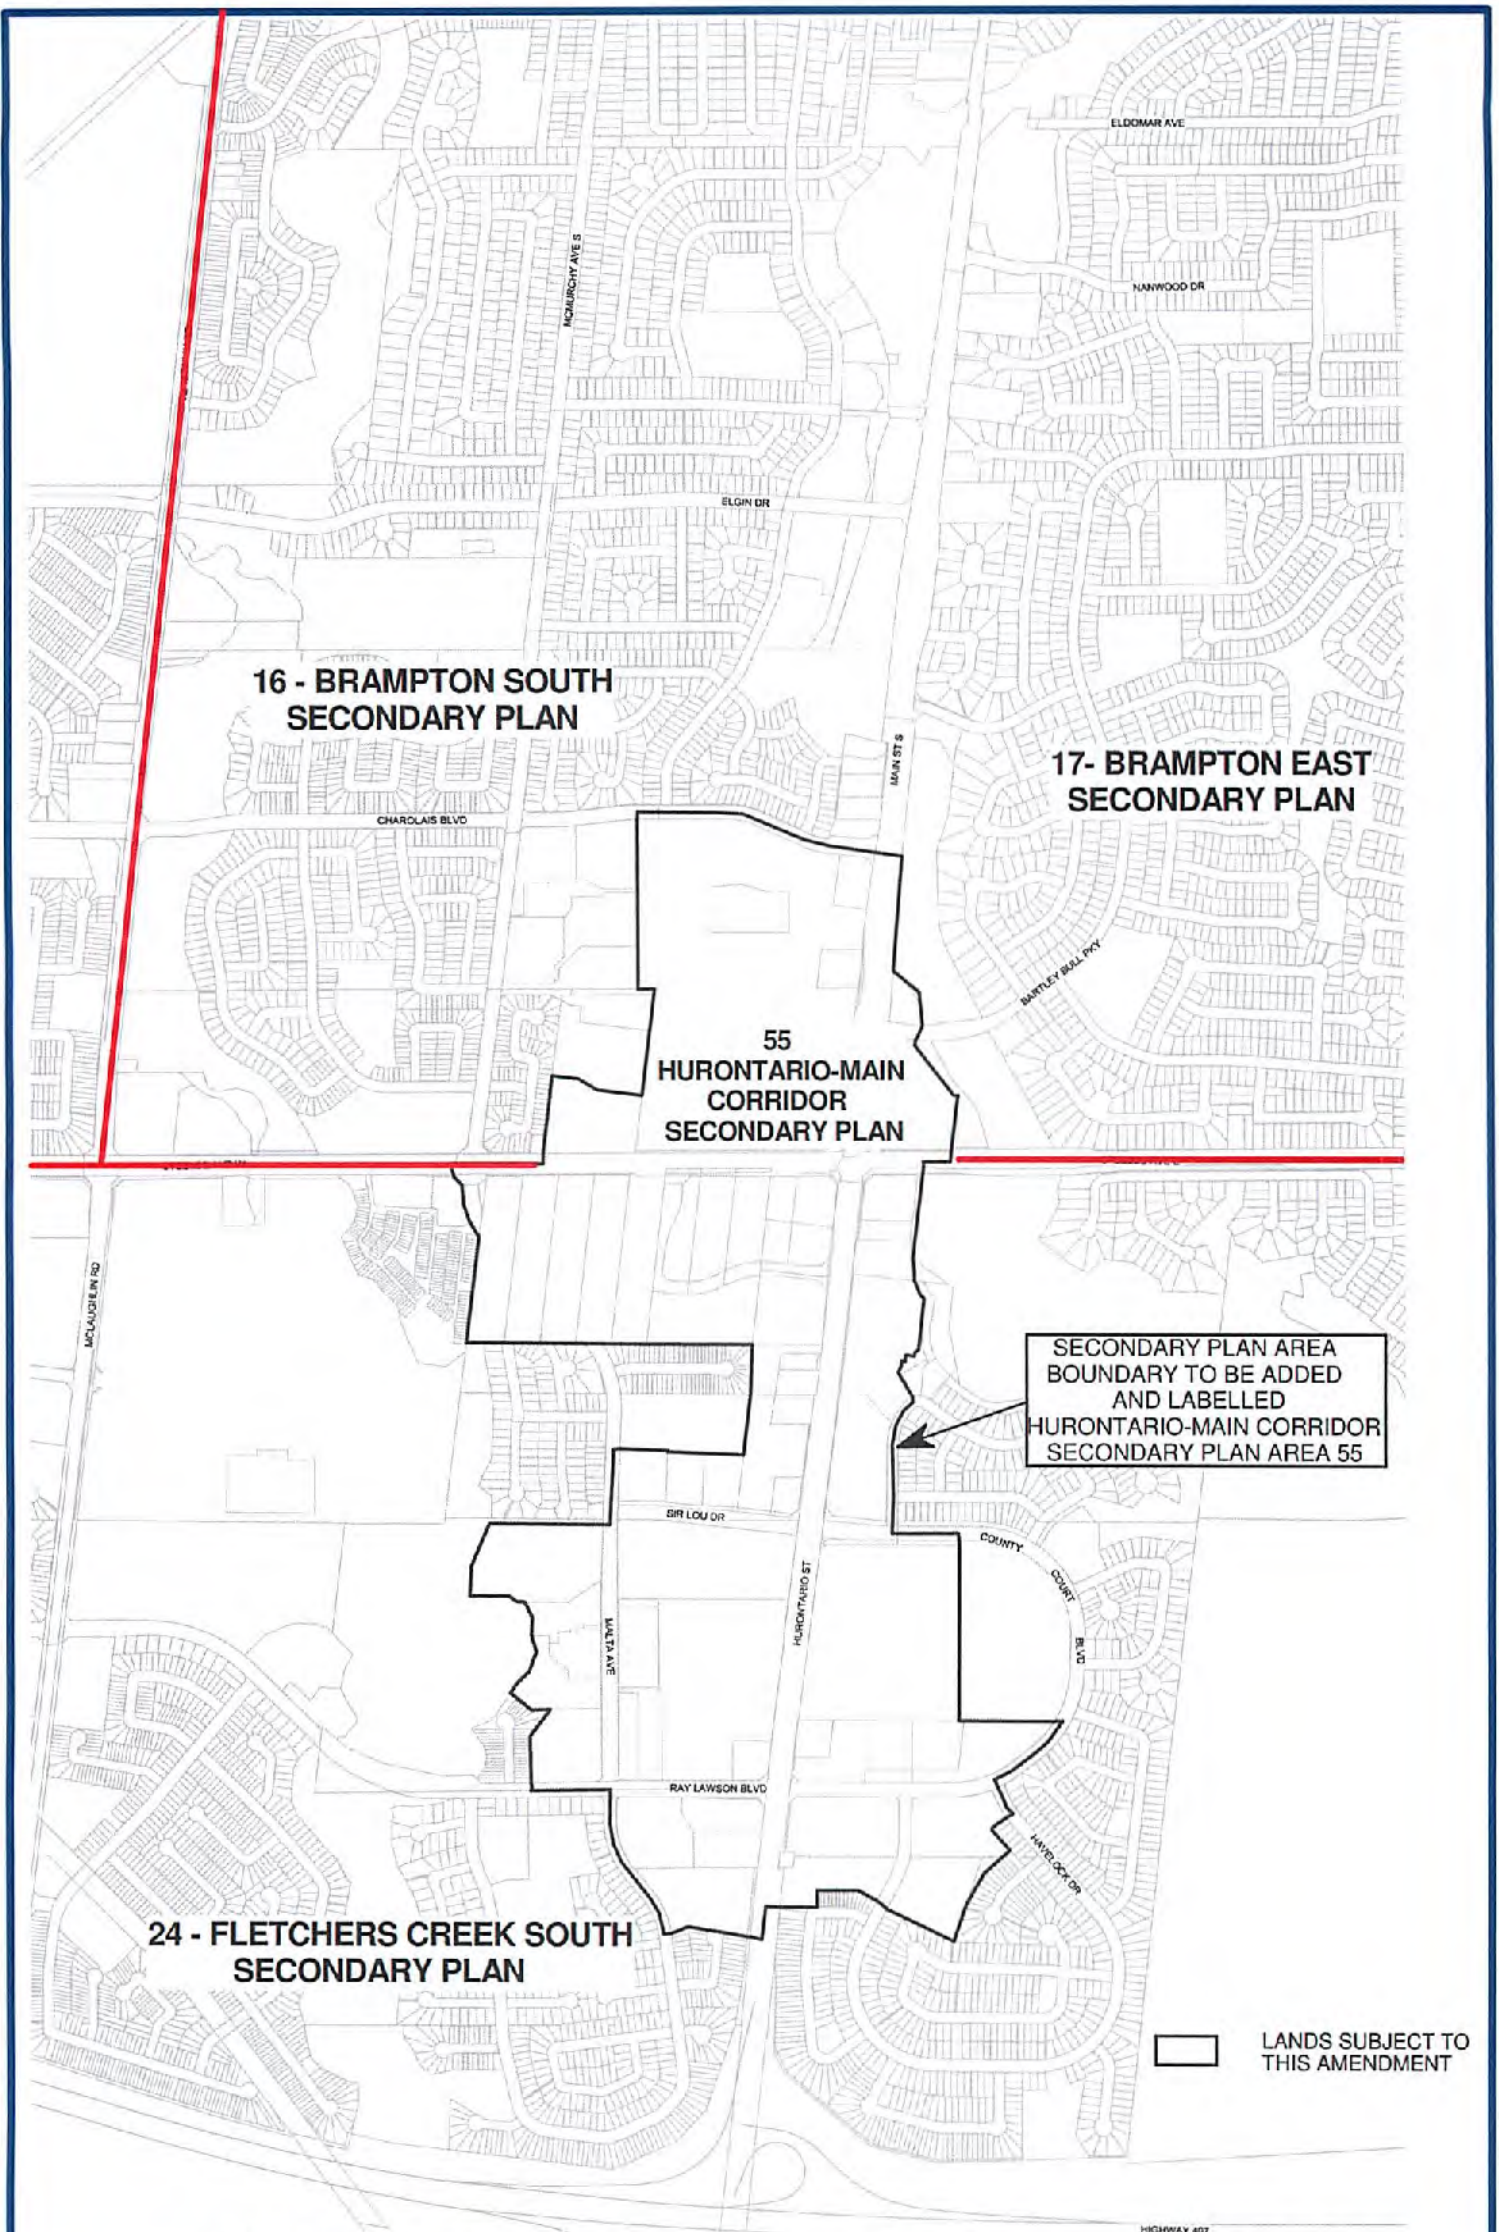 ELDOMAR AVE
MCMURCHY AVE S
NANWOOD DR
ELGIN DR
16 - BRAMPTON SOUTH
SECONDARY PLAN
MAIN ST S
17- BRAMPTON EAST
SECONDARY PLAN
CHAROLAIS BLVD
BARTLEY BULL PKY
55
HURONTARIO-MAIN
CORRIDOR
SECONDARY PLAN
MCLAUGHLIN RD
SECONDARY PLAN AREA
BOUNDARY TO BE ADDED
AND LABELLED
HURONTARIO-MAIN CORRIDOR
SECONDARY PLAN AREA 55
SIR LOU DR
COUNTY
COURT
BLVD
HURONTARIO ST
MALTA AVE
RAY LAWSON BLVD
HAVELOCK DR
24 - FLETCHERS CREEK SOUTH
SECONDARY PLAN
LANDS SUBJECT TO
THIS AMENDMENT
HIGHWAY 407